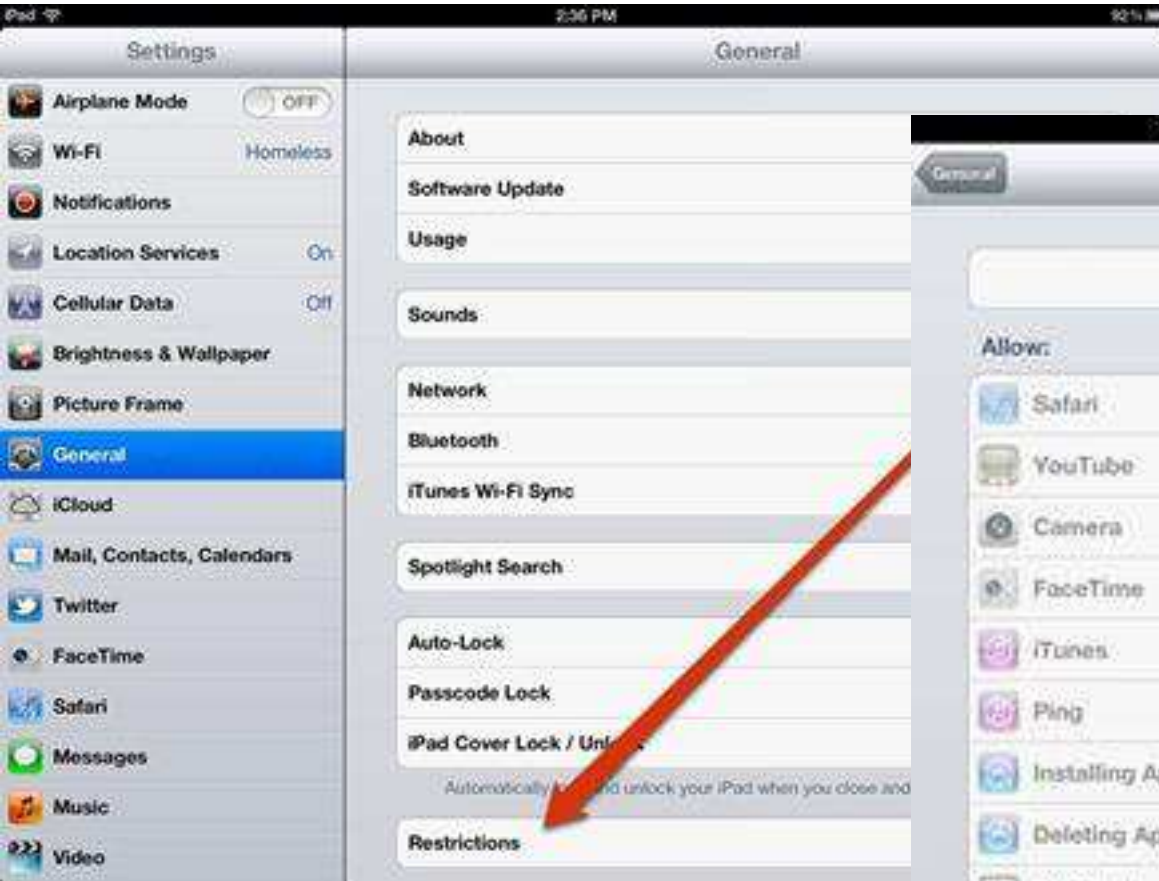 iPad
2:36 PM
92%
Settings
General
Airplane Mode
OFF
Wi-Fi
Homeless
Notifications
Location Services
On
Cellular Data
Off
Brightness & Wallpaper
Picture Frame
General
iCloud
Mail, Contacts, Calendars
Twitter
FaceTime
Safari
Messages
Music
Video
About
Software Update
Usage
Sounds
Network
Bluetooth
iTunes Wi-Fi Sync
Spotlight Search
Auto-Lock
Passcode Lock
iPad Cover Lock /
Automatically unlock your iPad when you close and
Restrictions
General
Allow:
Safari
YouTube
Camera
FaceTime
iTunes
Ping
Installing Ap
Deleting Ap